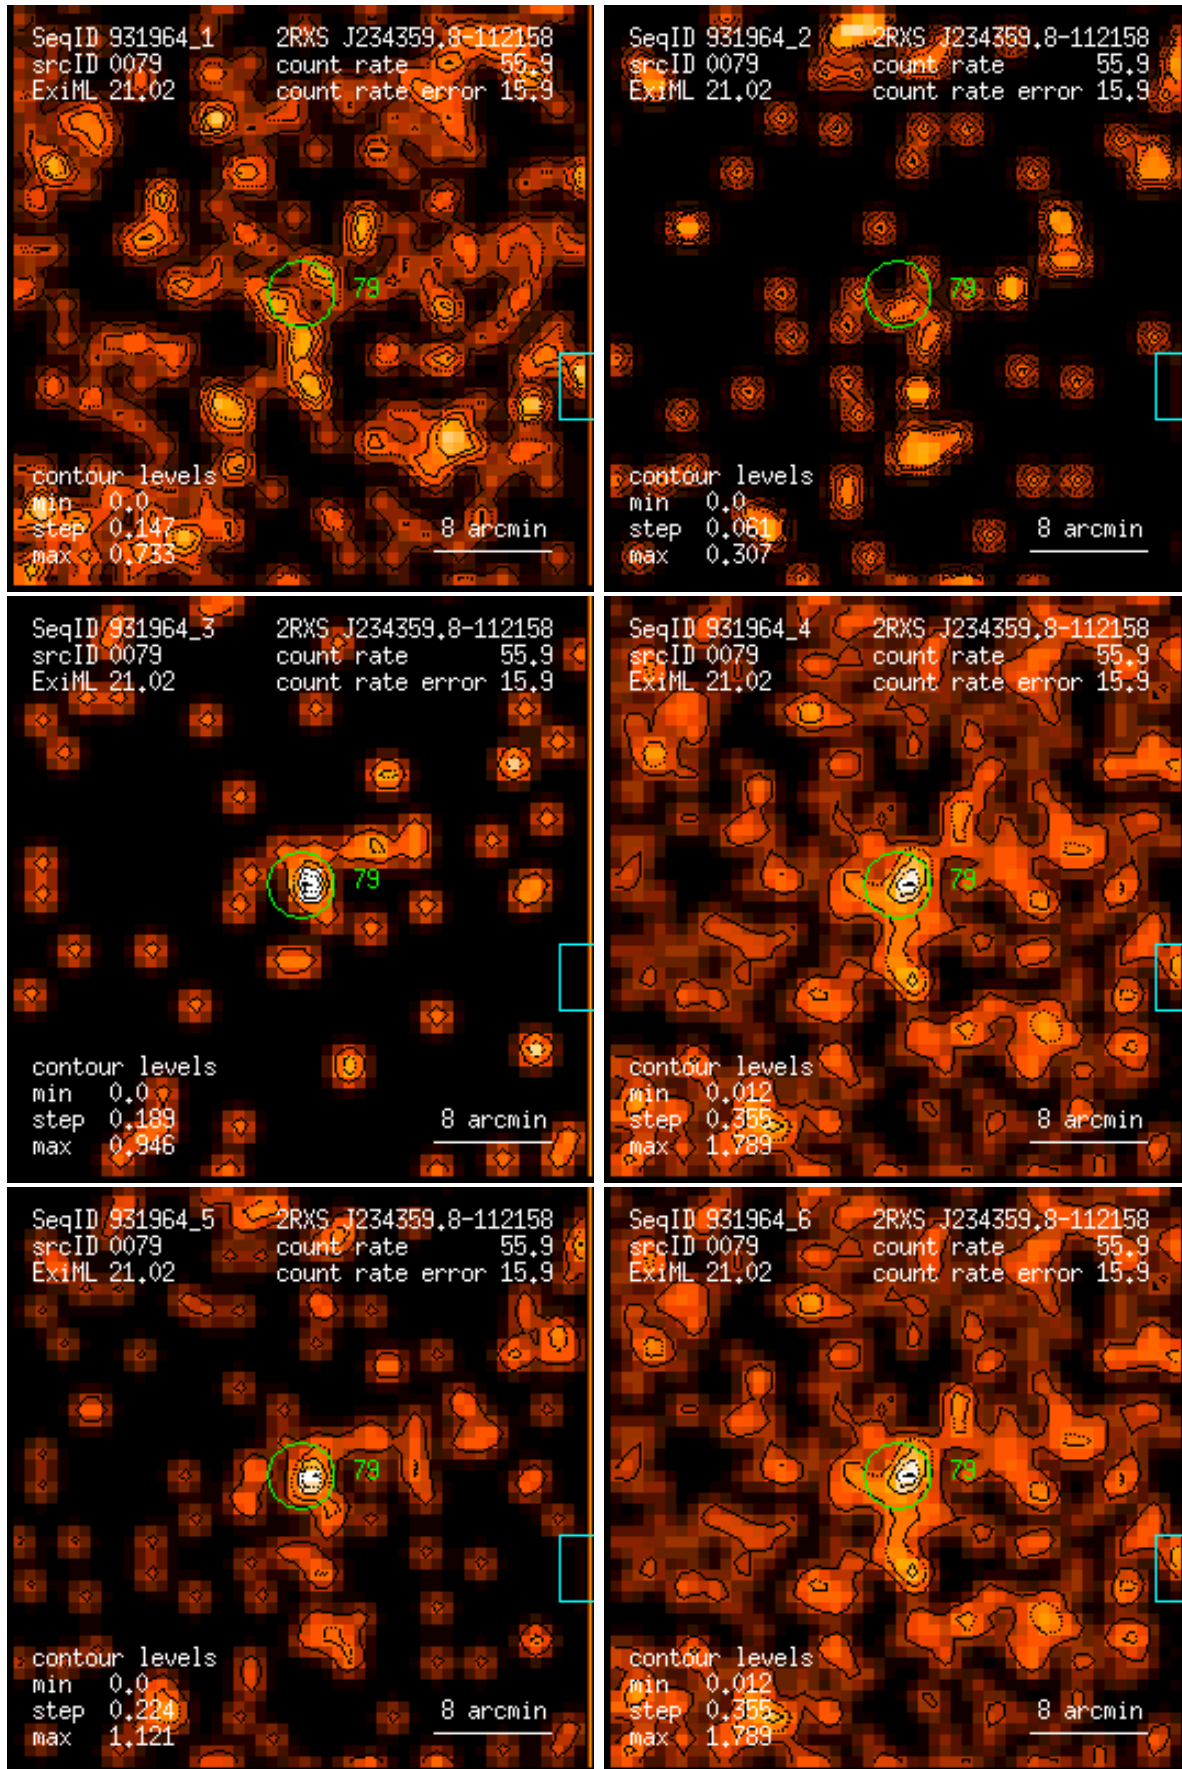 SeqID 931964_1 2RXS J234359.8-112158
srcID 0079 count rate 55.9
ExiML 21.02 count rate error 15.9
79
contour levels
min 0.0
step 0.147
8 arcmin
max 0.733
SeqID 931964_2 2RXS J234359.8-112158
srcID 0079 count rate 55.9
ExiML 21.02 count rate error 15.9
79
contour levels
min 0.0
step 0.061
8 arcmin
max 0.307
SeqID 931964_3 2RXS J234359.8-112158
srcID 0079 count rate 55.9
ExiML 21.02 count rate error 15.9
79
contour levels
min 0.0
step 0.189
8 arcmin
max 0.946
SeqID 931964_4 2RXS J234359.8-112158
srcID 0079 count rate 55.9
ExiML 21.02 count rate error 15.9
79
contour levels
min 0.012
step 0.355
8 arcmin
max 1.789
SeqID 931964_5 2RXS J234359.8-112158
srcID 0079 count rate 55.9
ExiML 21.02 count rate error 15.9
79
contour levels
min 0.0
step 0.224
8 arcmin
max 1.121
SeqID 931964_6 2RXS J234359.8-112158
srcID 0079 count rate 55.9
ExiML 21.02 count rate error 15.9
79
contour levels
min 0.012
step 0.355
8 arcmin
max 1.789